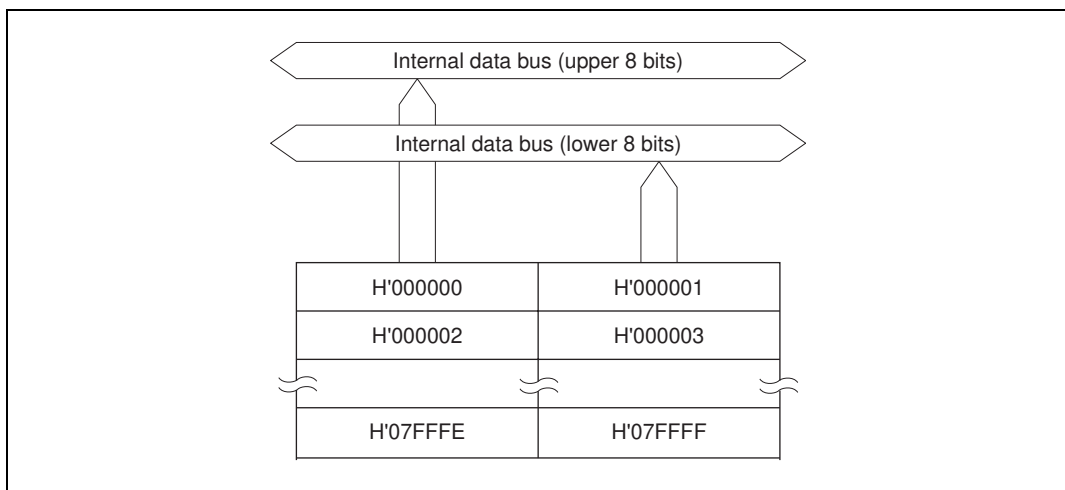 Internal data bus (upper 8 bits)
Internal data bus (lower 8 bits)
H'000000 H'000001
H'000002 H'000003
H'07FFFE H'07FFFF